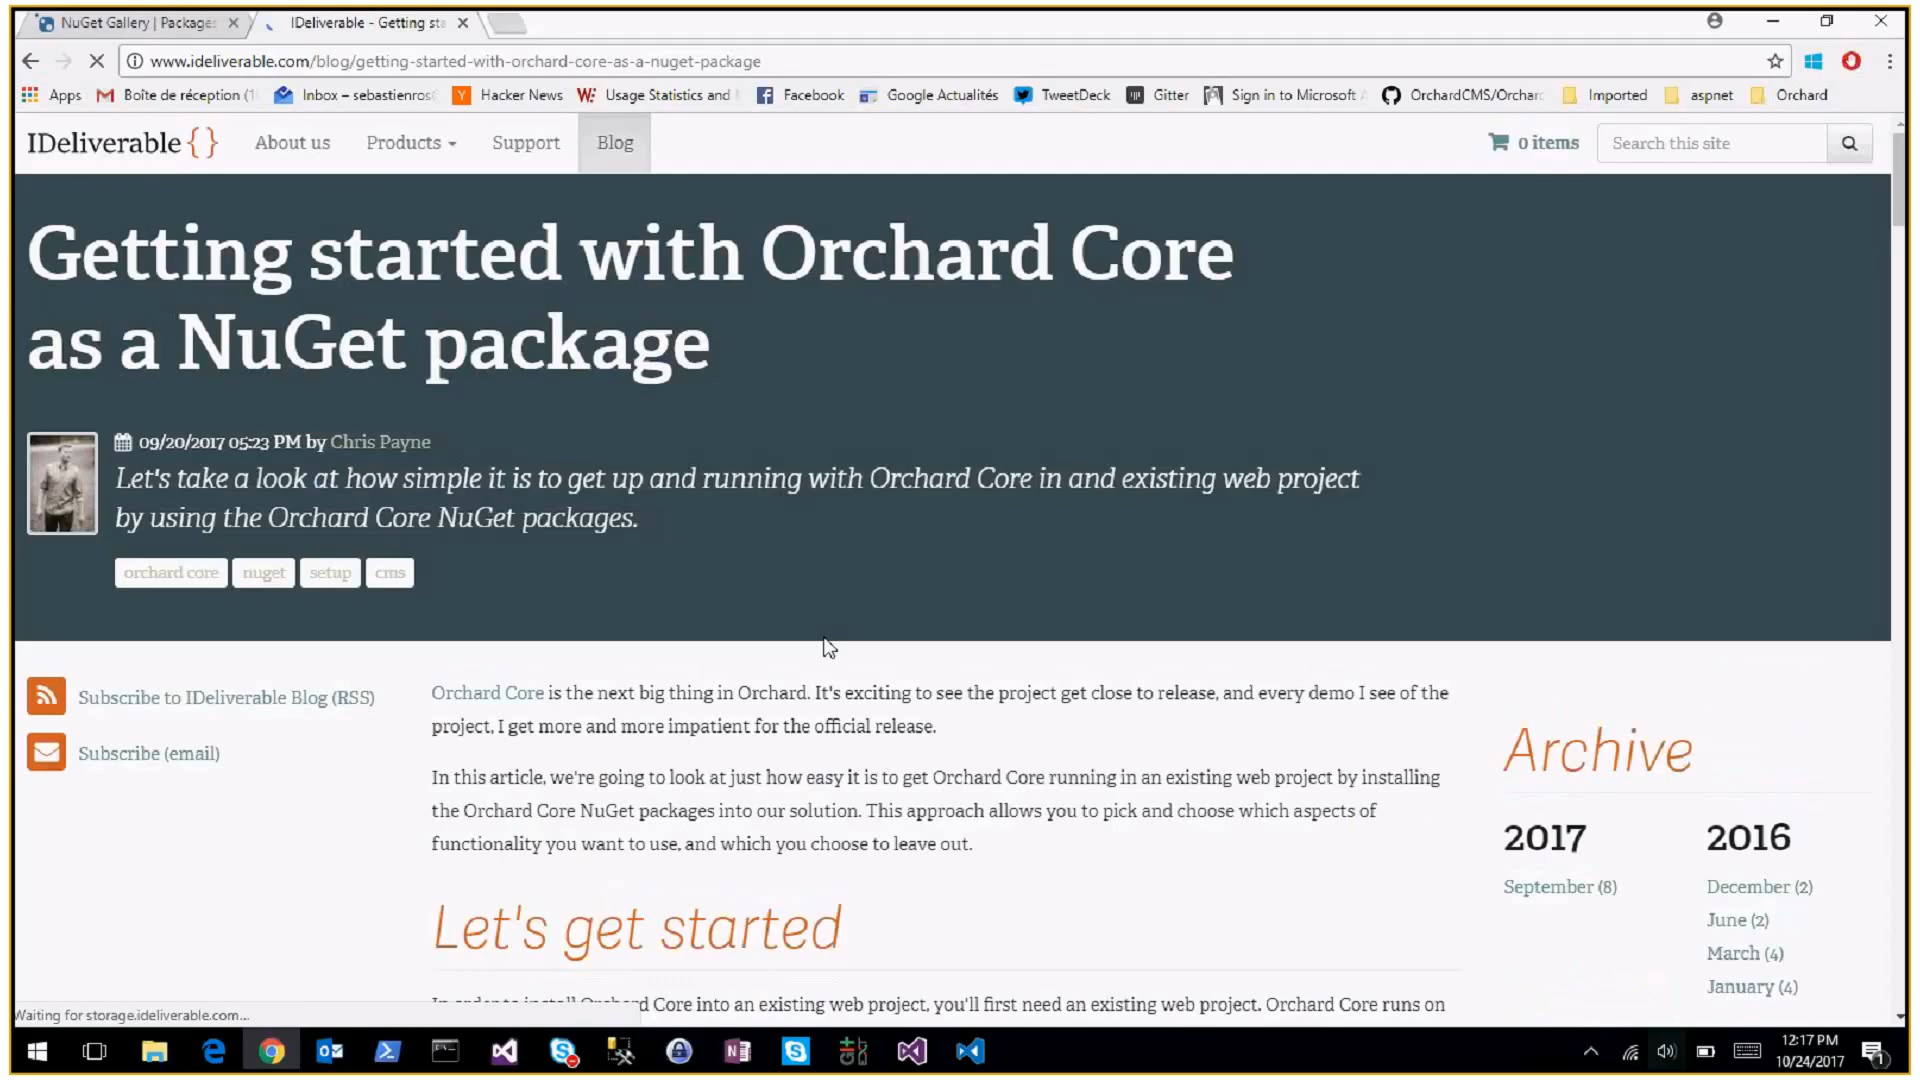 NuGet Gallery | Packages
IDeliverable - Getting sta
www.ideliverable.com/blog/getting-started-with-orchard-core-as-a-nuget-package
Apps
Boîte de réception
Inbox – sebastienros
Hacker News
Usage Statistics and
Facebook
Google Actualités
TweetDeck
Gitter
Sign in to Microsoft
OrchardCMS/Orchard
Imported
aspnet
Orchard
IDeliverable {}
About us
Products
Support
Blog
0 items
Search this site
Getting started with Orchard Core
as a NuGet package
09/20/2017 05:23 PM by Chris Payne
Let's take a look at how simple it is to get up and running with Orchard Core in and existing web project
by using the Orchard Core NuGet packages.
orchard core
nuget
setup
cms
Subscribe to IDeliverable Blog (RSS)
Subscribe (email)
Orchard Core is the next big thing in Orchard. It's exciting to see the project get close to release, and every demo I see of the
project, I get more and more impatient for the official release.
In this article, we're going to look at just how easy it is to get Orchard Core running in an existing web project by installing
the Orchard Core NuGet packages into our solution. This approach allows you to pick and choose which aspects of
functionality you want to use, and which you choose to leave out.
Let's get started
In order to install Orchard Core into an existing web project, you'll first need an existing web project. Orchard Core runs on
Archive
2017
September (8)
2016
December (2)
June (2)
March (4)
January (4)
Waiting for storage.ideliverable.com...
12:17 PM
10/24/2017